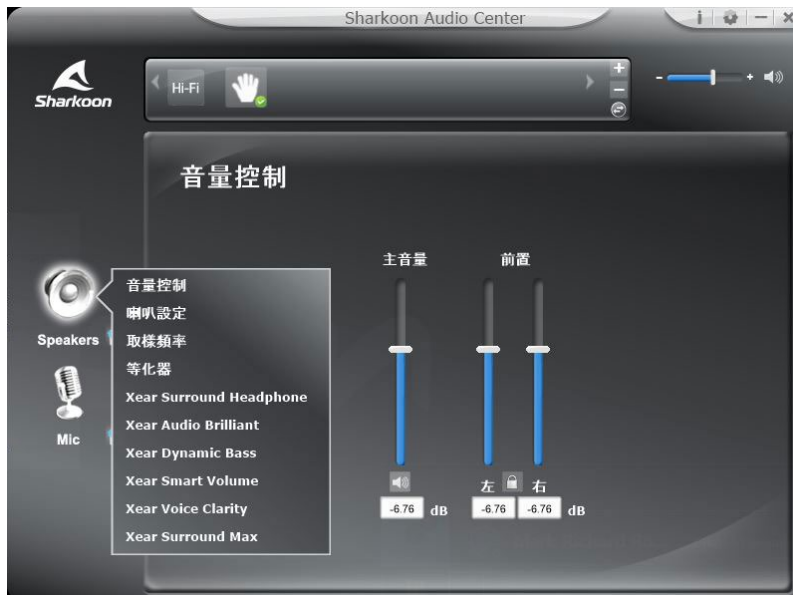 Sharkoon Audio Center
Sharkoon
Hi-Fi
音量控制
主音量
前置
音量控制
喇叭設定
取樣頻率
等化器
Xear Surround Headphone
Xear Audio Brilliant
Xear Dynamic Bass
Xear Smart Volume
Xear Voice Clarity
Xear Surround Max
Speakers
Mic
左 右
-6.76 dB -6.76 -6.76 dB